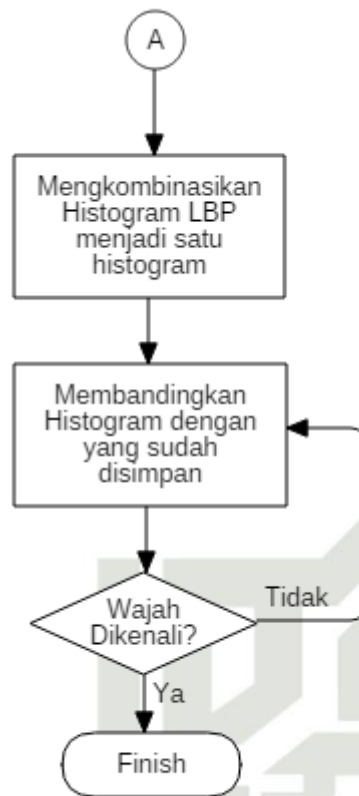 A
Mengkombinasikan
Histogram LBP
menjadi satu
histogram
Membandingkan
Histogram dengan
yang sudah
disimpan
Wajah
Dikenali?
Tidak
Ya
Finish